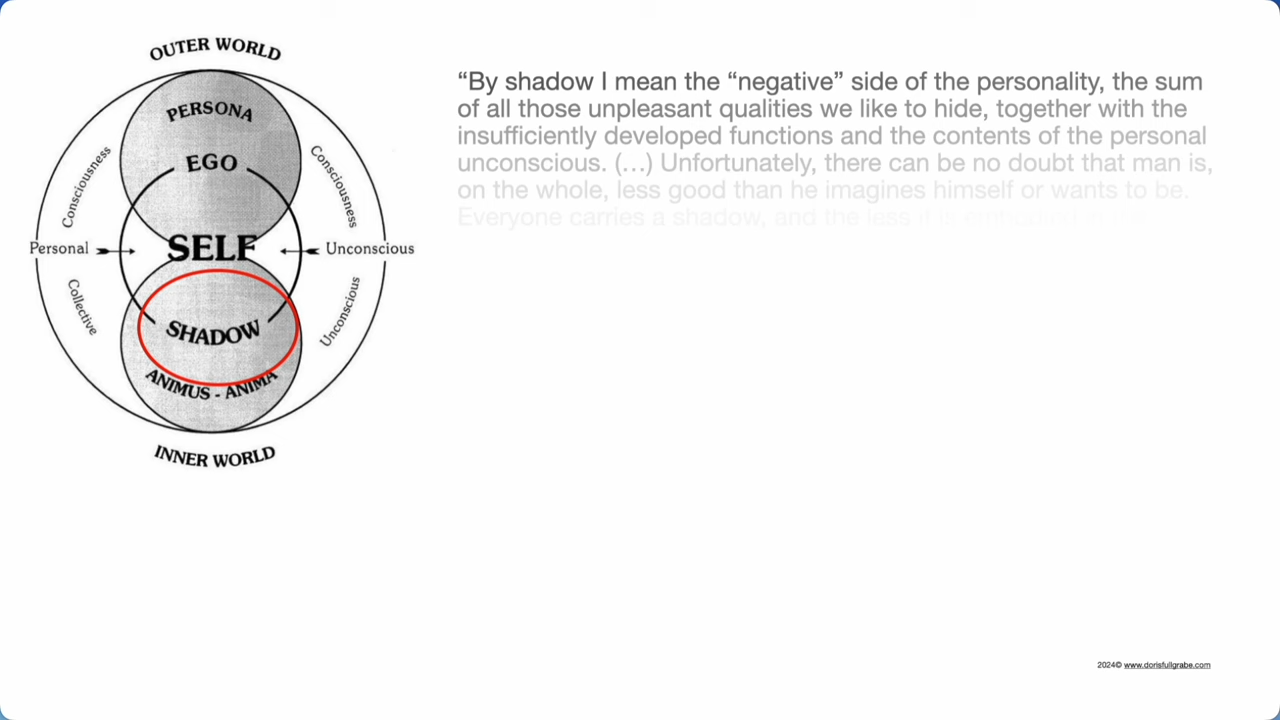 OUTER WORLD
PERSONA
EGO
Consciousness
Consciousness
Personal
SELF
Unconscious
Collective
Unconscious
SHADOW
ANIMUS - ANIMA
INNER WORLD
“By shadow I mean the “negative” side of the personality, the sum
of all those unpleasant qualities we like to hide, together with the
insufficiently developed functions and the contents of the personal
unconscious. (…) Unfortunately, there can be no doubt that man is,
on the whole, less good than he imagines himself or wants to be.
Everyone carries a shadow, and the less it is
2024© www.dorisfullgrabe.com